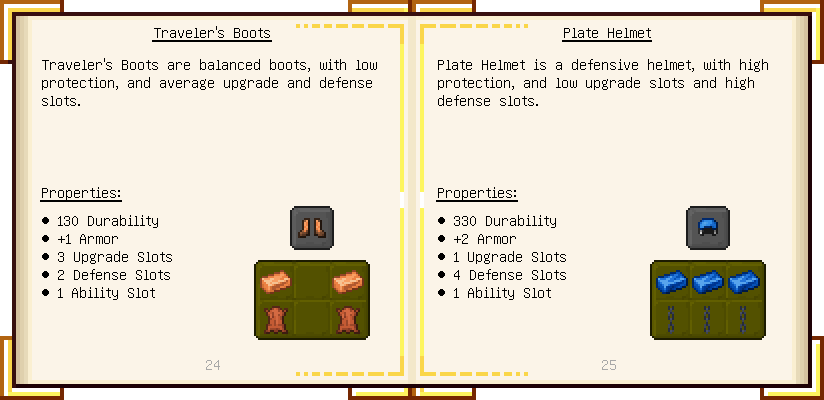 Traveler's Boots
Traveler's Boots are balanced boots, with low
protection, and average upgrade and defense
slots.
Properties:
● 130 Durability
● +1 Armor
● 3 Upgrade Slots
● 2 Defense Slots
● 1 Ability Slot
24
Plate Helmet
Plate Helmet is a defensive helmet, with high
protection, and low upgrade slots and high
defense slots.
Properties:
● 330 Durability
● +2 Armor
● 1 Upgrade Slots
● 4 Defense Slots
● 1 Ability Slot
25